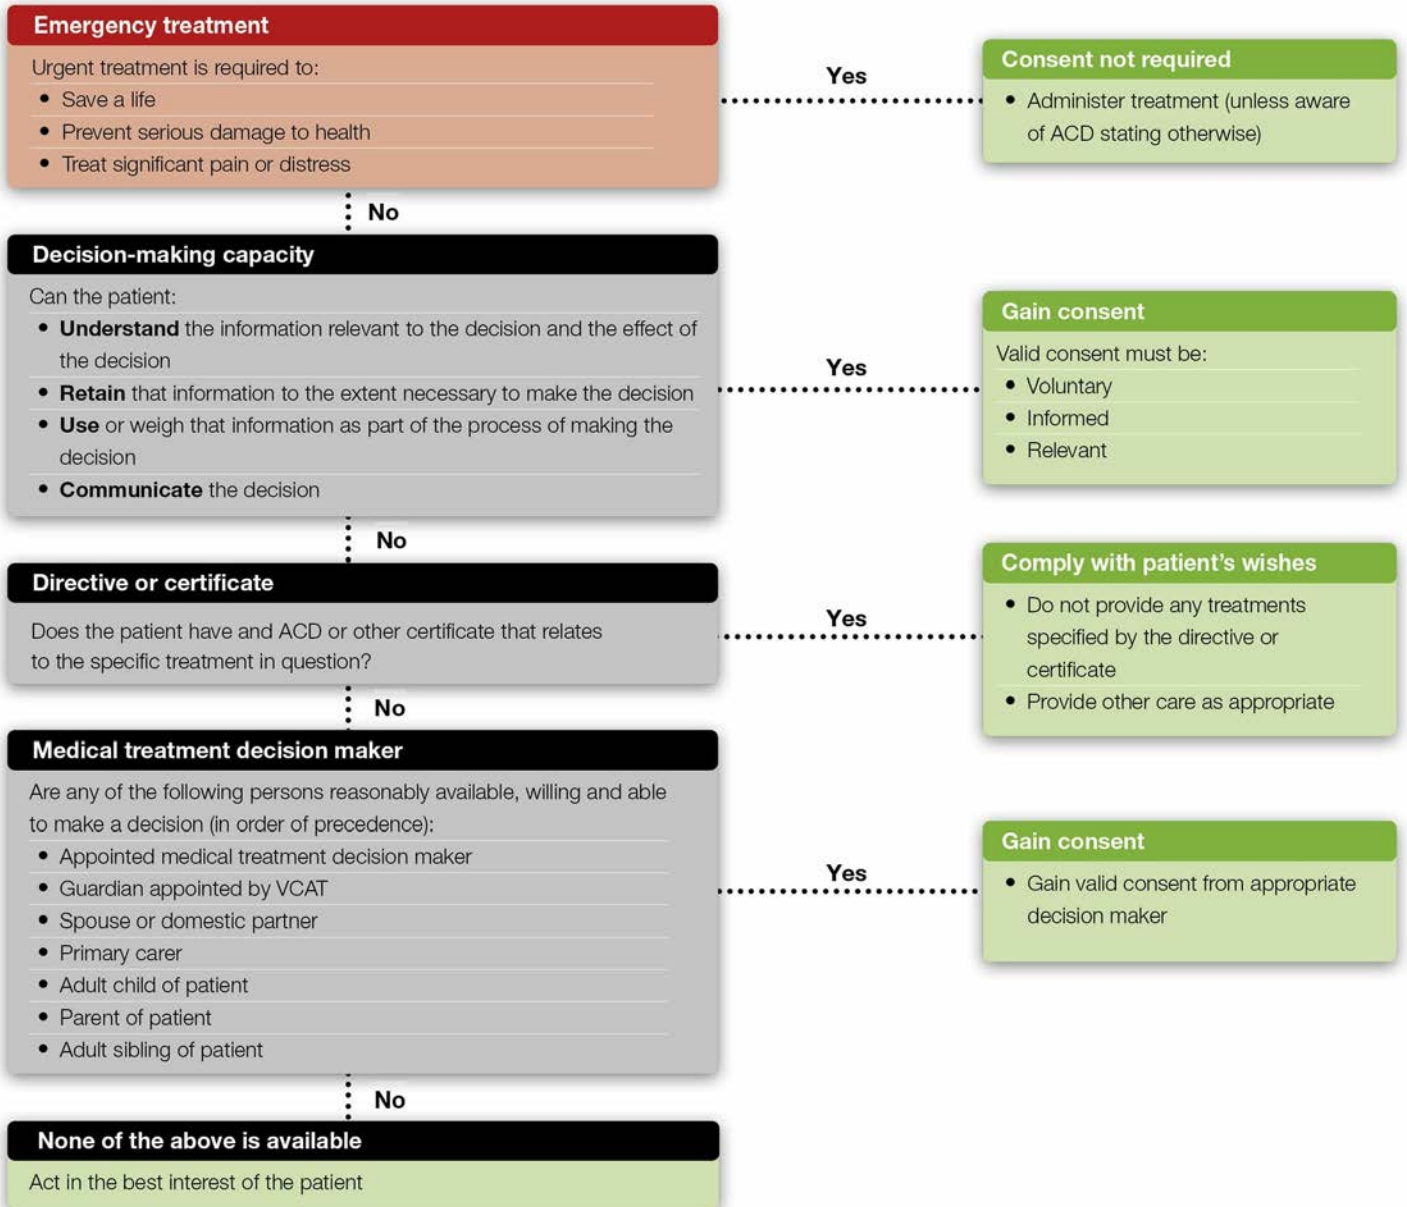 Emergency treatment
Urgent treatment is required to:
• Save a life
• Prevent serious damage to health
• Treat significant pain or distress
Yes
Consent not required
• Administer treatment (unless aware
of ACD stating otherwise)
No
Decision-making capacity
Can the patient:
• Understand the information relevant to the decision and the effect of
the decision
• Retain that information to the extent necessary to make the decision
• Use or weigh that information as part of the process of making the
decision
• Communicate the decision
Yes
Gain consent
Valid consent must be:
• Voluntary
• Informed
• Relevant
No
Directive or certificate
Does the patient have and ACD or other certificate that relates
to the specific treatment in question?
Yes
Comply with patient's wishes
• Do not provide any treatments
specified by the directive or
certificate
• Provide other care as appropriate
No
Medical treatment decision maker
Are any of the following persons reasonably available, willing and able
to make a decision (in order of precedence):
• Appointed medical treatment decision maker
• Guardian appointed by VCAT
• Spouse or domestic partner
• Primary carer
• Adult child of patient
• Parent of patient
• Adult sibling of patient
Yes
Gain consent
• Gain valid consent from appropriate
decision maker
No
None of the above is available
Act in the best interest of the patient